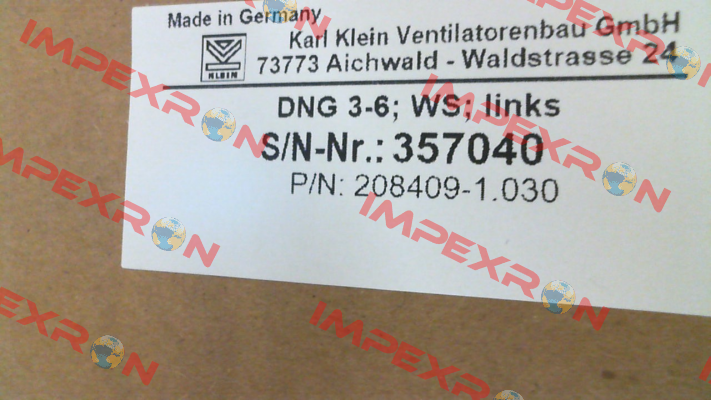 Made in Germany
KLEIN
Karl Klein Ventilatorenbau GmbH
73773 Aichwald - Waldstrasse 24
DNG 3-6; WS; links
S/N-Nr.: 357040
P/N: 208409-1.030
IMPEXRON
IMPEXRON
IMPEXRON
IMPEXRON
IMPEXRON
IMPEXRON